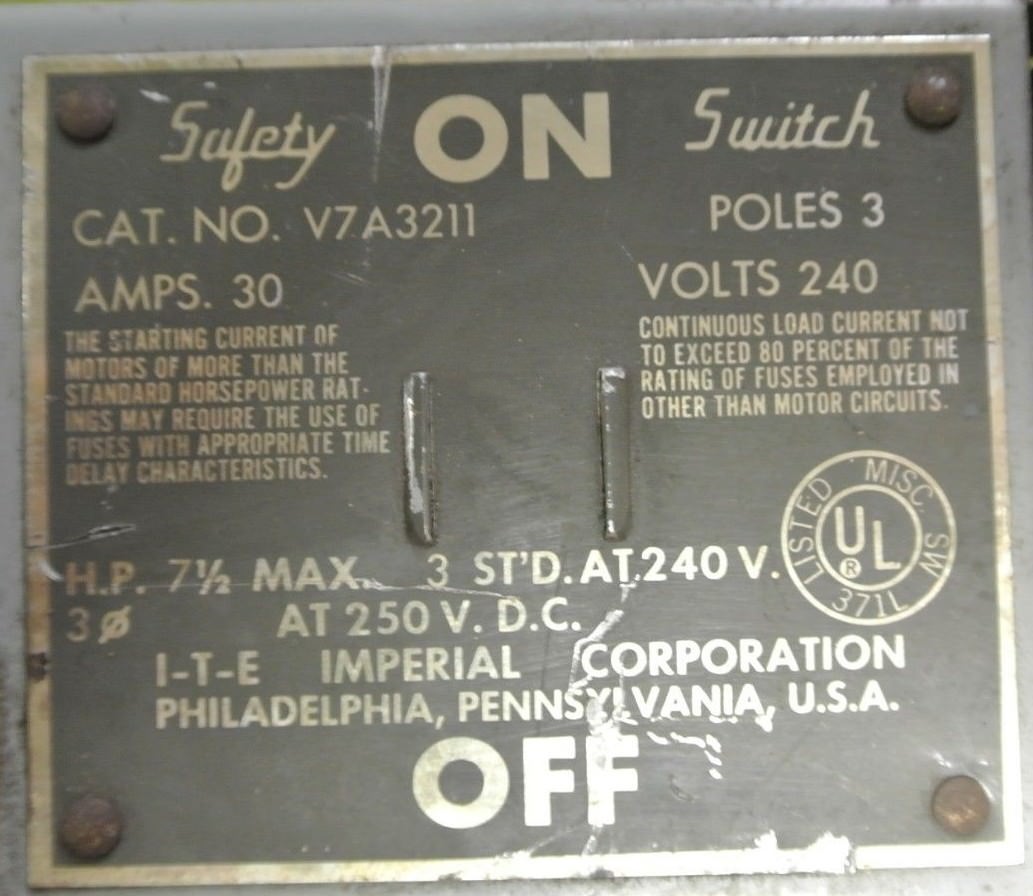 Safety ON Switch
CAT. NO. V7A3211
POLES 3
AMPS. 30
VOLTS 240
THE STARTING CURRENT OF
MOTORS OF MORE THAN THE
STANDARD HORSEPOWER RAT-
INGS MAY REQUIRE THE USE OF
FUSES WITH APPROPRIATE TIME
DELAY CHARACTERISTICS.
CONTINUOUS LOAD CURRENT NOT
TO EXCEED 80 PERCENT OF THE
RATING OF FUSES EMPLOYED IN
OTHER THAN MOTOR CIRCUITS.
LISTED MISC. SW
UL
®
371L
H.P. 7½ MAX. 3 ST'D. AT 240 V.
3Ø AT 250 V. D.C.
I-T-E IMPERIAL CORPORATION
PHILADELPHIA, PENNSYLVANIA, U.S.A.
OFF